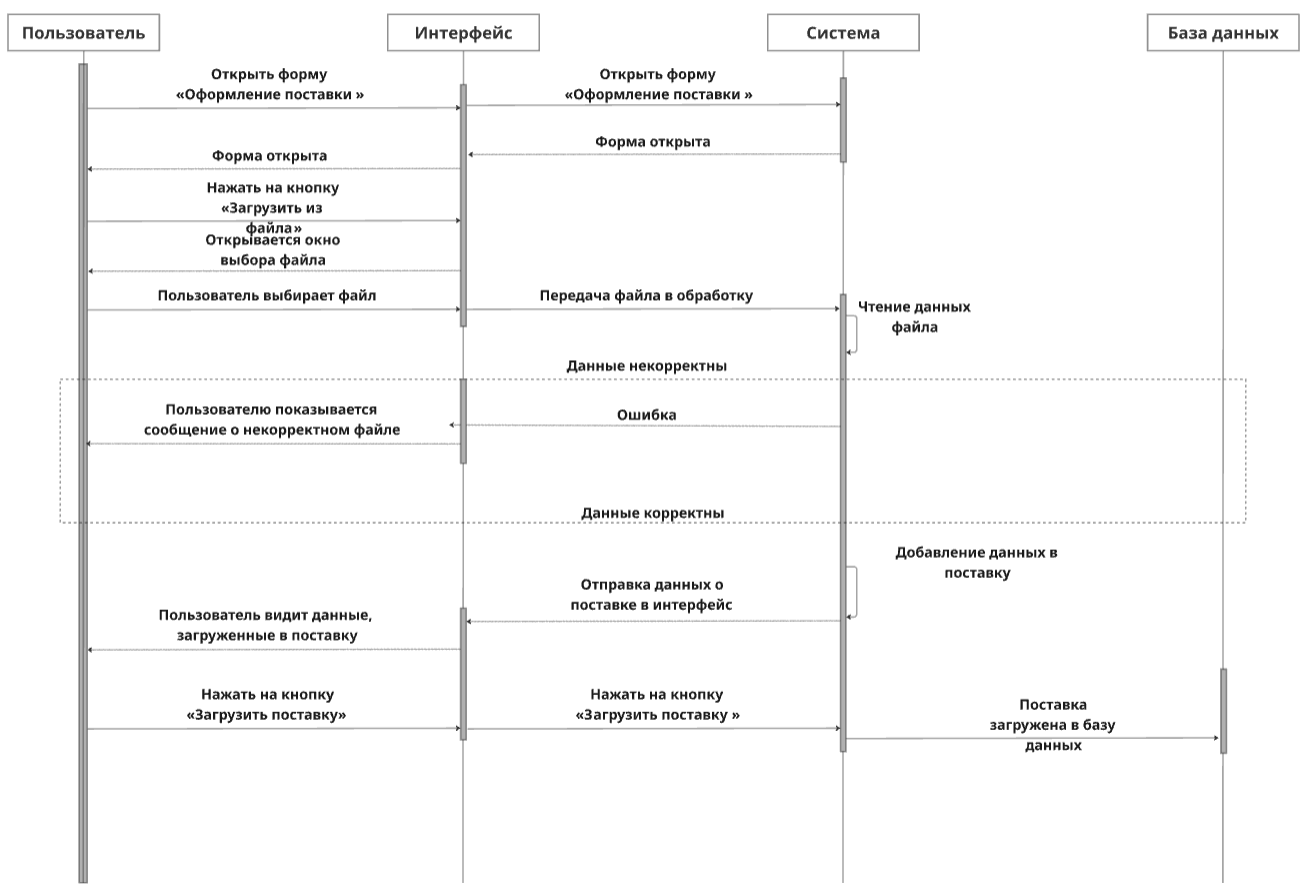 Пользователь
Интерфейс
Система
База данных
Открыть форму
«Оформление поставки »
Открыть форму
«Оформление поставки »
Форма открыта
Форма открыта
Нажать на кнопку
«Загрузить из
файла»
Открывается окно
выбора файла
Пользователь выбирает файл
Передача файла в обработку
Чтение данных
файла
Данные некорректны
Пользователю показывается
сообщение о некорректном файле
Ошибка
Данные корректны
Добавление данных в
поставку
Отправка данных о
поставке в интерфейс
Пользователь видит данные,
загруженные в поставку
Нажать на кнопку
«Загрузить поставку»
Нажать на кнопку
«Загрузить поставку »
Поставка
загружена в базу
данных